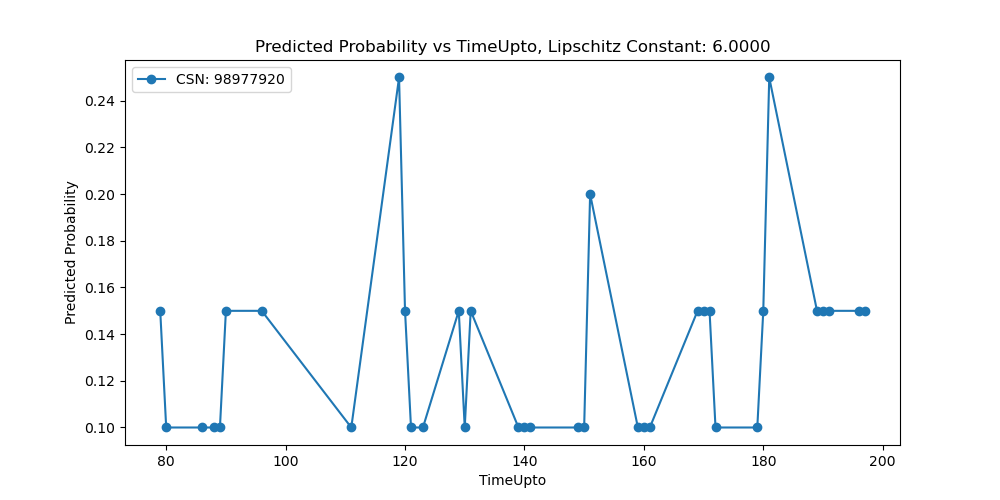 Predicted Probability vs TimeUpto, Lipschitz Constant: 6.0000
CSN: 98977920
Predicted Probability
0.24
0.22
0.20
0.18
0.16
0.14
0.12
0.10
80 100 120 140 160 180 200
TimeUpto